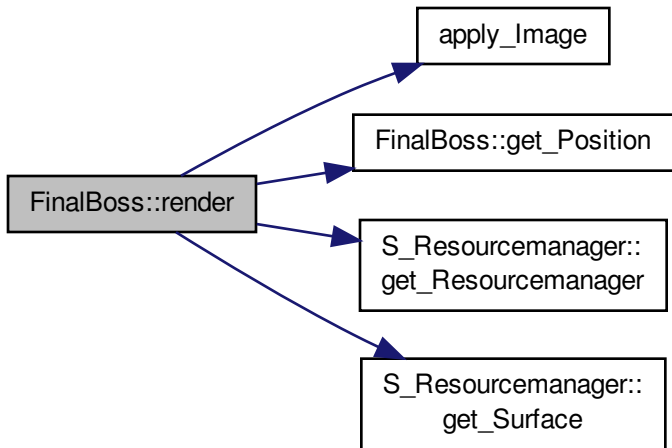 apply_Image
FinalBoss::get_Position
FinalBoss::render
S_Resourcemanager::
get_Resourcemanager
S_Resourcemanager::
get_Surface